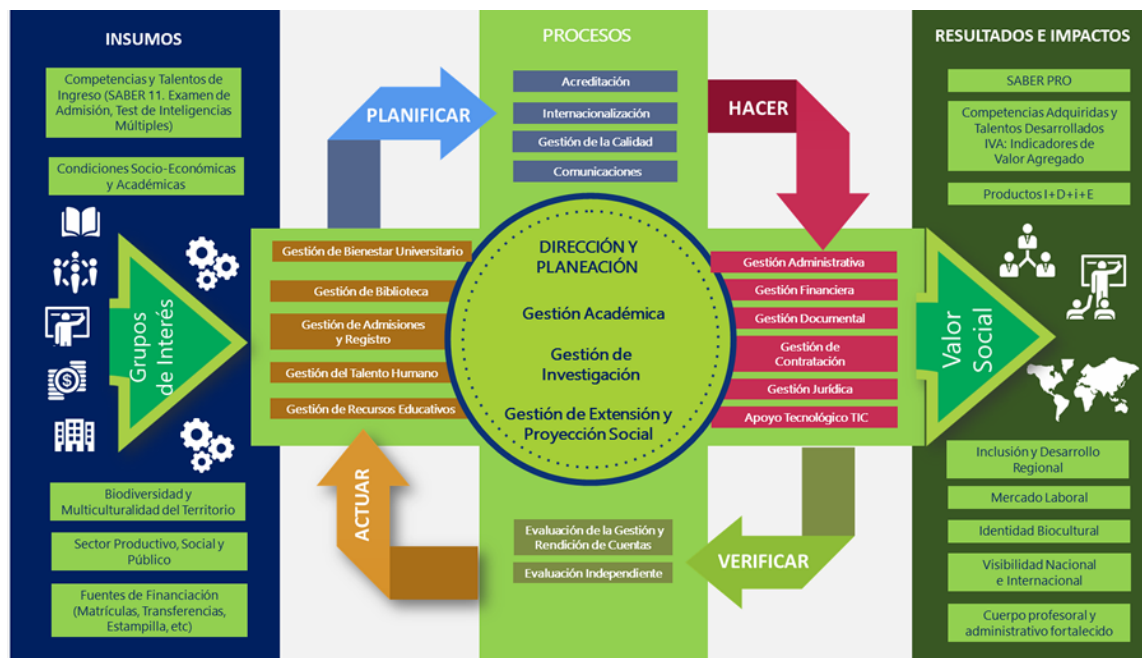 INSUMOS
Competencias y Talentos de
Ingreso (SABER 11. Examen de
Admisión, Test de Inteligencias
Múltiples)
Condiciones Socio-Económicas
y Académicas
Grupos
de Interés
Biodiversidad y
Multiculturalidad del Territorio
Sector Productivo, Social y
Público
Fuentes de Financiación
(Matrículas, Transferencias,
Estampilla, etc)
PLANIFICAR
Gestión de Bienestar Universitario
Gestión de Biblioteca
Gestión de Admisiones
y Registro
Gestión del Talento Humano
Gestión de Recursos Educativos
ACTUAR
PROCESOS
Acreditación
Internacionalización
Gestión de la Calidad
Comunicaciones
DIRECCIÓN Y
PLANEACIÓN
Gestión Académica
Gestión de
Investigación
Gestión de Extensión y
Proyección Social
Evaluación de la Gestión y
Rendición de Cuentas
Evaluación Independiente
HACER
Gestión Administrativa
Gestión Financiera
Gestión Documental
Gestión de
Contratación
Gestión Jurídica
Apoyo Tecnológico TIC
VERIFICAR
RESULTADOS E IMPACTOS
SABER PRO
Competencias Adquiridas y
Talentos Desarrollados
IVA: Indicadores de
Valor Agregado
Productos I+D+i+E
Valor
Social
Inclusión y Desarrollo
Regional
Mercado Laboral
Identidad Biocultural
Visibilidad Nacional
e Internacional
Cuerpo profesoral y
administrativo fortalecido